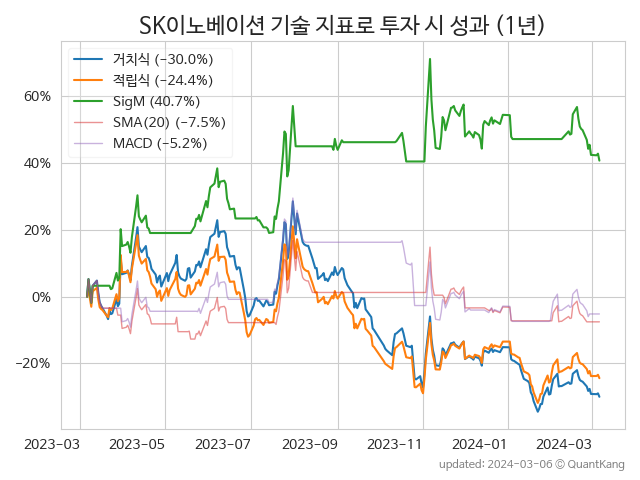 SK이노베이션 기술 지표로 투자 시 성과 (1년)
거치식 (−30.0%)
적립식 (−24.4%)
SigM (40.7%)
SMA(20) (−7.5%)
MACD (−5.2%)
60%
40%
20%
0%
−20%
2023-03 2023-05 2023-07 2023-09 2023-11 2024-01 2024-03
updated: 2024-03-06 ⓒ QuantKang